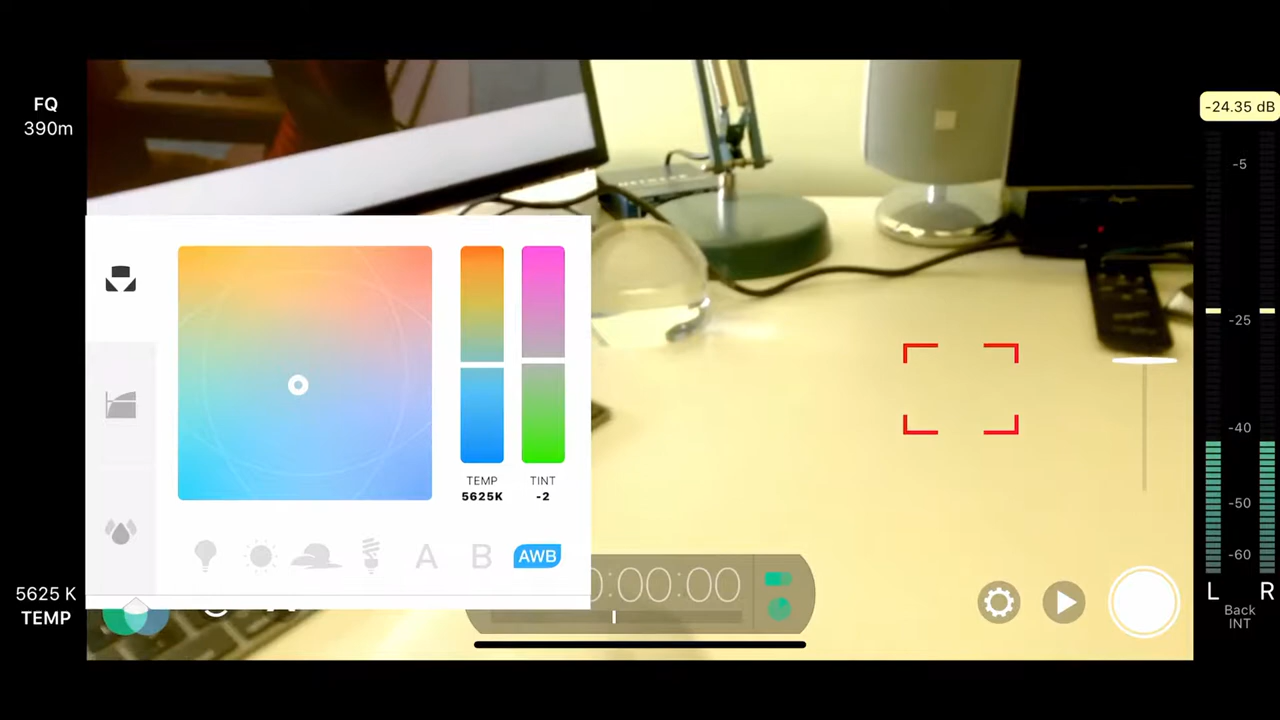 FQ
390m
-24.35 dB
-5
-25
-40
-50
-60
L R
Back
INT
NETGEAR
TEMP
5625K
TINT
-2
A B AWB
:00:00
5625 K
TEMP